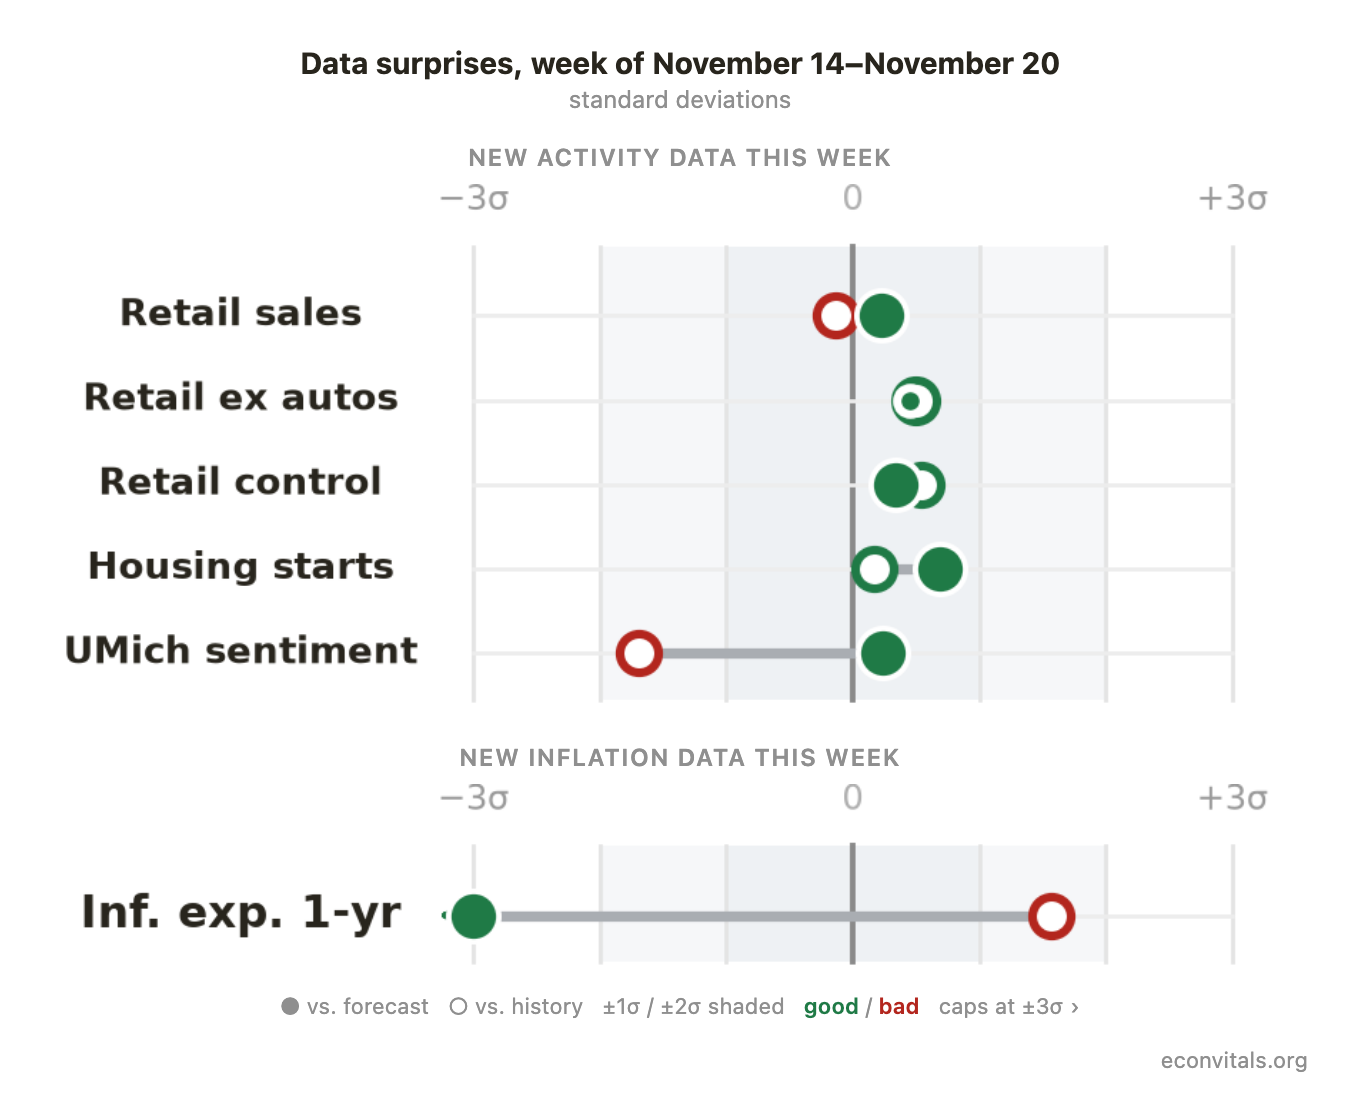 Data surprises, week of November 14–November 20
standard deviations
NEW ACTIVITY DATA THIS WEEK
−3σ 0 +3σ
Retail sales
Retail ex autos
Retail control
Housing starts
UMich sentiment
NEW INFLATION DATA THIS WEEK
−3σ 0 +3σ
Inf. exp. 1-yr
vs. forecast vs. history ±1σ / ±2σ shaded good / bad caps at ±3σ ›
econvitals.org